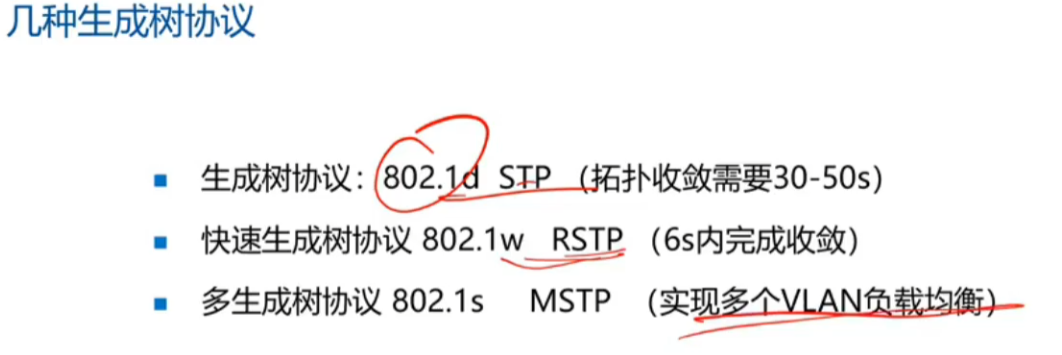 几种生成树协议
生成树协议：802.1d STP （拓扑收敛需要30-50s）
快速生成树协议 802.1w RSTP （6s内完成收敛）
多生成树协议 802.1s MSTP （实现多个VLAN负载均衡）